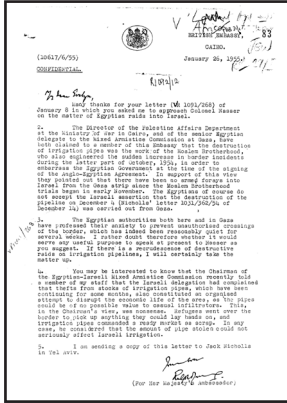 BRITISH EMBASSY,
CAIRO.
83
(10617/6/55)
January 26, 1955.
CONFIDENTIAL.
Many thanks for your letter (VR 1091/268) of
January 8 in which you asked me to approach Colonel Nasser
on the matter of Egyptian raids into Israel.
2. The Director of the Palestine Affairs Department
at the Ministry of War in Cairo, and of the senior Egyptian
delegate to the Mixed Armistice Commission at Gaza, have
both claimed to a member of this Embassy that the destruction
of irrigation pipes was the work of the Moslem Brotherhood,
who also engineered the sudden increase in border incidents
during the latter part of October, 1954, in order to
embarrass the Egyptian Government at the time of the signing
of the Anglo-Egyptian Agreement. In support of this view
they pointed out that there have been no armed forays into
Israel from the Gaza strip since the Moslem Brotherhood
trials began in early November. The Egyptians of course do
not accept the Israeli assertion that the destruction of the
pipeline on December 4 (Nicholls' letter 1031/362/54 of
December 14) was carried out from Gaza.
3. The Egyptian authorities both here and in Gaza
have professed their anxiety to prevent unauthorised crossings
of the border, which has indeed been reasonably quiet for
several weeks. I rather doubt therefore whether it would
serve any useful purpose to speak at present to Nasser as
you suggest. If there is a recrudescence of destructive
raids on irrigation pipelines, I will certainly take the
matter up.
4. You may be interested to know that the Chairman of
the Egyptian-Israeli Mixed Armistice Commission recently told
a member of my staff that the Israeli delegation had complained
that thefts from stocks of irrigation pipes, which have been
continuing for some months, also constituted an organised
attempt to disrupt the economic life of the area, as the pipes
could be of no possible value to casual infiltrators. This,
in the Chairman's view, was nonsense. Refugees went over the
border to pick up anything they could lay hands on, and
irrigation pipes commanded a ready market as scrap. In any
case, he considered that the amount of pipe stolen could not
seriously affect Israeli irrigation.
5. I am sending a copy of this letter to Jack Nicholls
in Tel Aviv.
(For Her Majesty's Ambassador)